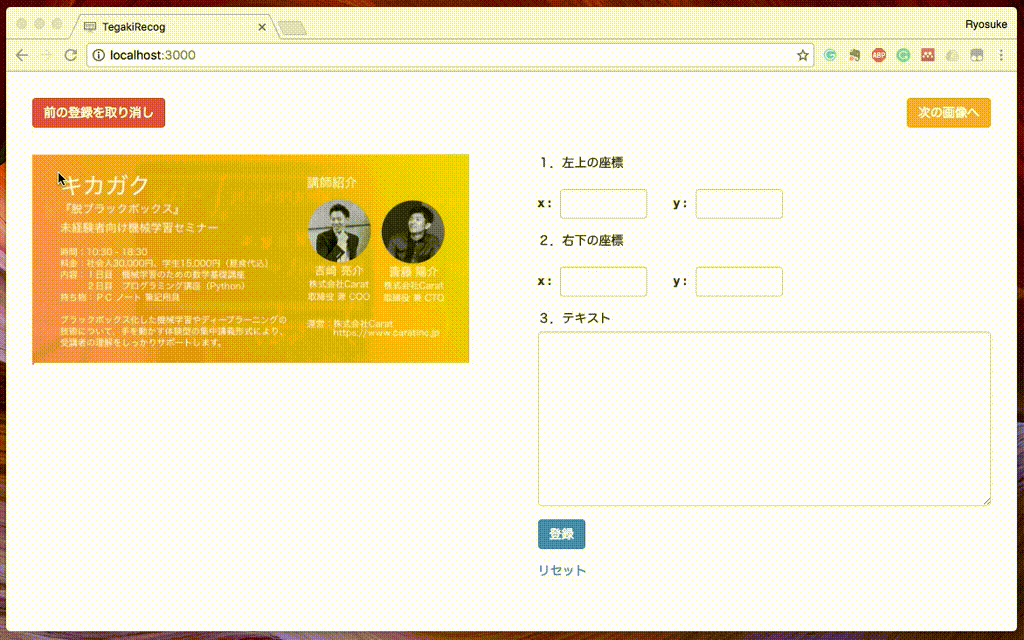 TegakiRecog
Ryosuke
localhost:3000
ABP
前の登録を取り消し
次の画像へ
キカガク
『脱ブラックボックス』
未経験者向け機械学習セミナー
時間：10:30 - 18:30
料金：社会人30,000円、学生15,000円（昼食代込）
内容：１日目　機械学習のための数学基礎講座
２日目　プログラミング講座（Python）
持ち物：ＰＣ ノート 筆記用具
ブラックボックス化した機械学習やディープラーニングの
技術について、手を動かす体験型の集中講義形式により、
受講者の理解をしっかりサポートします。
講師紹介
吉崎 亮介
株式会社Carat
取締役 兼 COO
斎藤 陽介
株式会社Carat
取締役 兼 CTO
運営：株式会社Carat
https://www.caratinc.jp
１．左上の座標
x :
y :
２．右下の座標
x :
y :
３．テキスト
登録
リセット